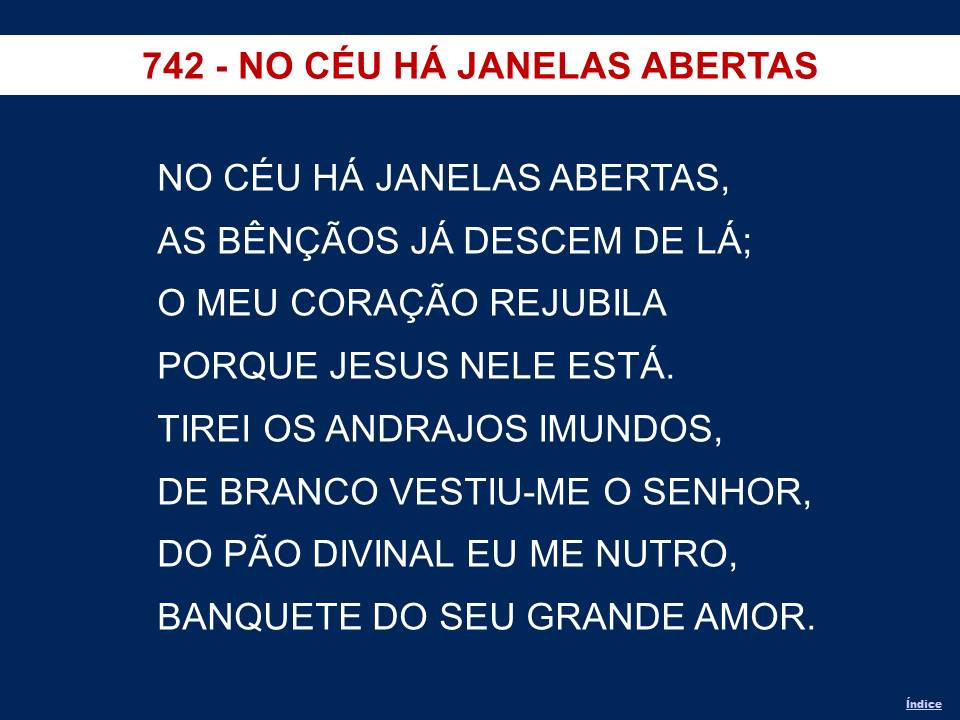 742 - NO CÉU HÁ JANELAS ABERTAS
NO CÉU HÁ JANELAS ABERTAS,
AS BÊNÇÃOS JÁ DESCEM DE LÁ;
O MEU CORAÇÃO REJUBILA
PORQUE JESUS NELE ESTÁ.
TIREI OS ANDRAJOS IMUNDOS,
DE BRANCO VESTIU-ME O SENHOR,
DO PÃO DIVINAL EU ME NUTRO,
BANQUETE DO SEU GRANDE AMOR.
Índice